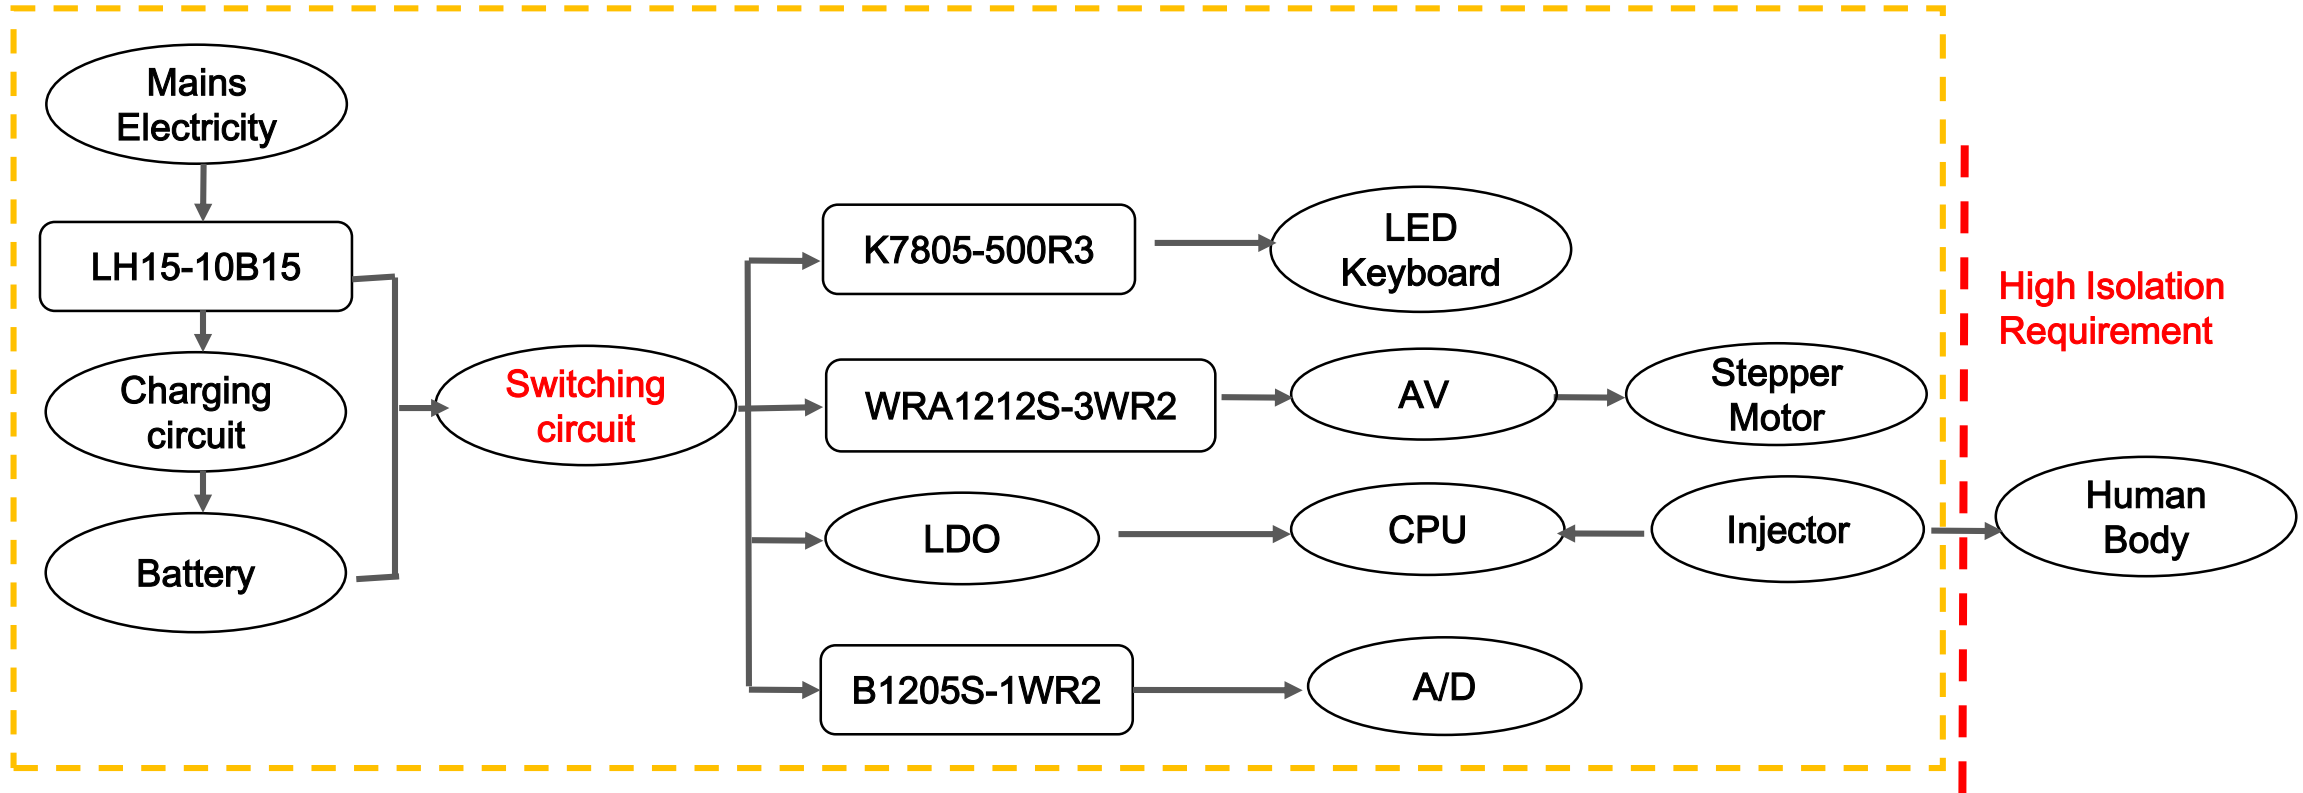 Mains
Electricity
LH15-10B15
Charging
circuit
Battery
Switching
circuit
K7805-500R3
LED
Keyboard
WRA1212S-3WR2
AV
Stepper
Motor
LDO
CPU
Injector
B1205S-1WR2
A/D
High Isolation
Requirement
Human
Body